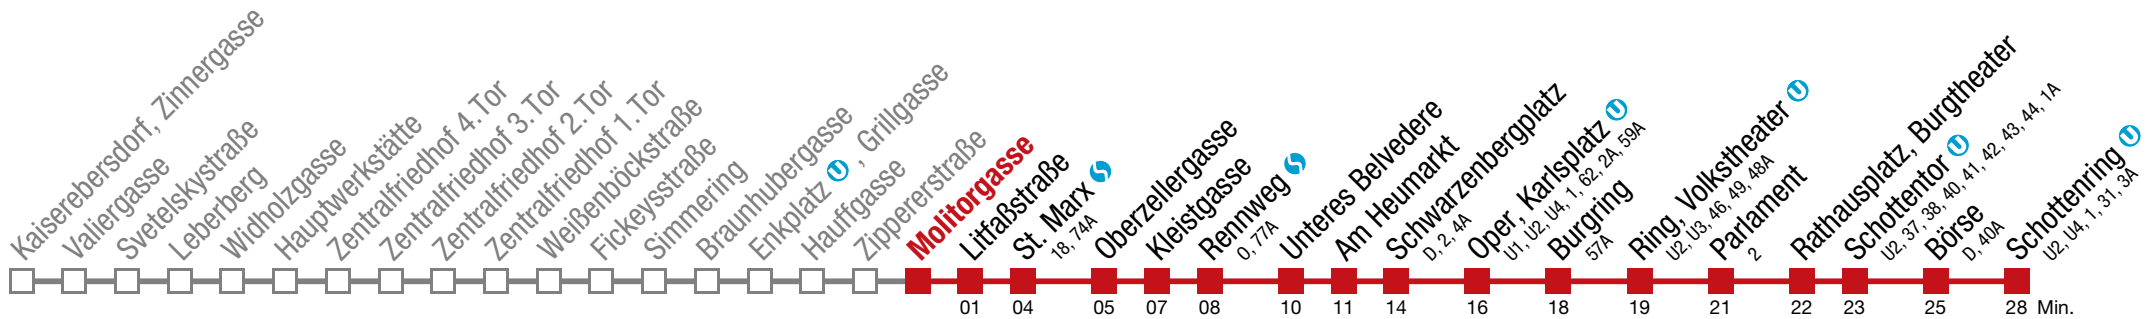 Kaiserebersdorf, Zinnergasse
Valiergasse
Svetelskystraße
Leberberg
Widholzgasse
Hauptwerkstätte
Zentralfriedhof 4.Tor
Zentralfriedhof 3.Tor
Zentralfriedhof 2.Tor
Zentralfriedhof 1.Tor
Weißenböckstraße
Fickeysstraße
Simmering
Braunhubergasse
Enkplatz U , Grillgasse
Hauffgasse
Zippererstraße
Molitorgasse
Litfaßstraße
01
St. Marx S
18, 74A
04
Oberzellergasse
05
Kleistgasse
07
Rennweg S
O, 77A
08
Unteres Belvedere
10
Am Heumarkt
11
Schwarzenbergplatz
D, 2, 4A
14
Oper, Karlsplatz U
U1, U2, U4, 1, 62, 2A, 59A
16
Burgring
57A
18
Ring, Volkstheater U
U2, U3, 46, 49, 48A
19
Parlament
2
21
Rathausplatz, Burgtheater
22
Schottentor U
U2, 37, 38, 40, 41, 42, 43, 44, 1A
23
Börse
D, 40A
25
Schottenring U
U2, U4, 1, 31, 3A
28 Min.